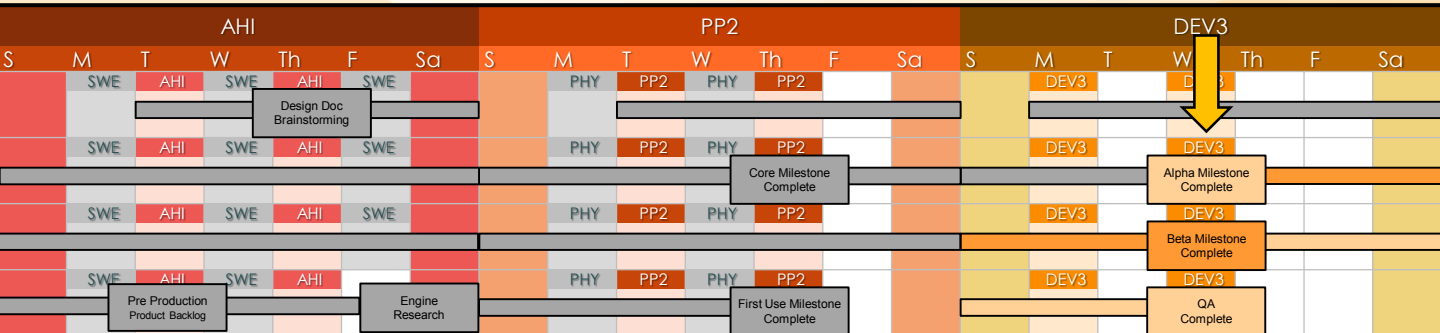 AHI PP2 DEV3
S M T W Th F Sa S M T W Th F Sa S M T W Th F Sa
SWE AHI SWE AHI SWE PHY PP2 PHY PP2 DEV3
Design Doc
Brainstorming
SWE AHI SWE AHI SWE PHY PP2 PHY PP2 DEV3 DEV3
Core Milestone
Complete
Alpha Milestone
Complete
SWE AHI SWE AHI SWE PHY PP2 PHY PP2 DEV3 DEV3
Beta Milestone
Complete
SWE AHI SWE AHI PHY PP2 PHY PP2 DEV3 DEV3
Pre Production
Product Backlog
Engine
Research
First Use Milestone
Complete
QA
Complete